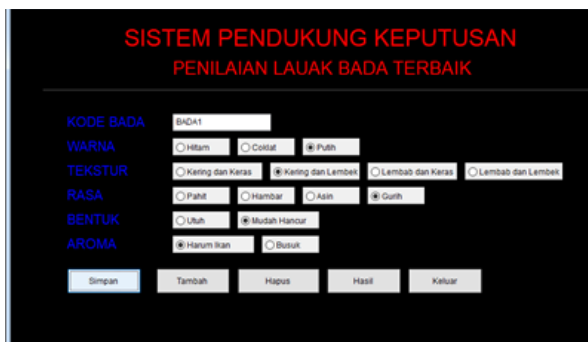 SISTEM PENDUKUNG KEPUTUSAN
PENILAIAN LAUAK BADA TERBAIK
KODE BADA BADA1
WARNA Hitam Coklat Putih
TEKSTUR Kering dan Keras Kering dan Lembek Lembab dan Keras Lembab dan Lembek
RASA Pahit Hambar Asin Gurih
BENTUK Utuh Mudah Hancur
AROMA Harum Ikan Busuk
Simpan Tambah Hapus Hasil Keluar